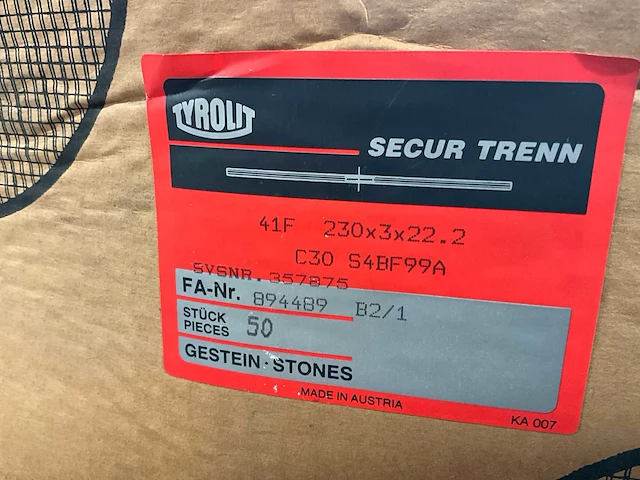 TYROLIT
SECUR TRENN
41F 230x3x22.2
C30 S4BF99A
SYSNR. 357875
FA-Nr. 894489 B2/1
STÜCK
PIECES 50
GESTEIN · STONES
MADE IN AUSTRIA
KA 007